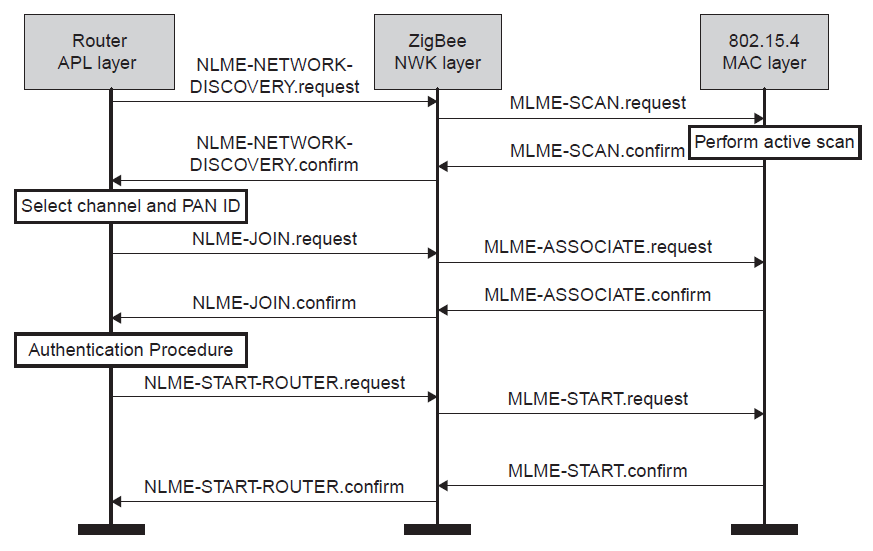 Router
APL layer
ZigBee
NWK layer
802.15.4
MAC layer
NLME-NETWORK-
DISCOVERY.request
MLME-SCAN.request
Perform active scan
NLME-NETWORK-
DISCOVERY.confirm
MLME-SCAN.confirm
Select channel and PAN ID
NLME-JOIN.request
MLME-ASSOCIATE.request
NLME-JOIN.confirm
MLME-ASSOCIATE.confirm
Authentication Procedure
NLME-START-ROUTER.request
MLME-START.request
MLME-START.confirm
NLME-START-ROUTER.confirm